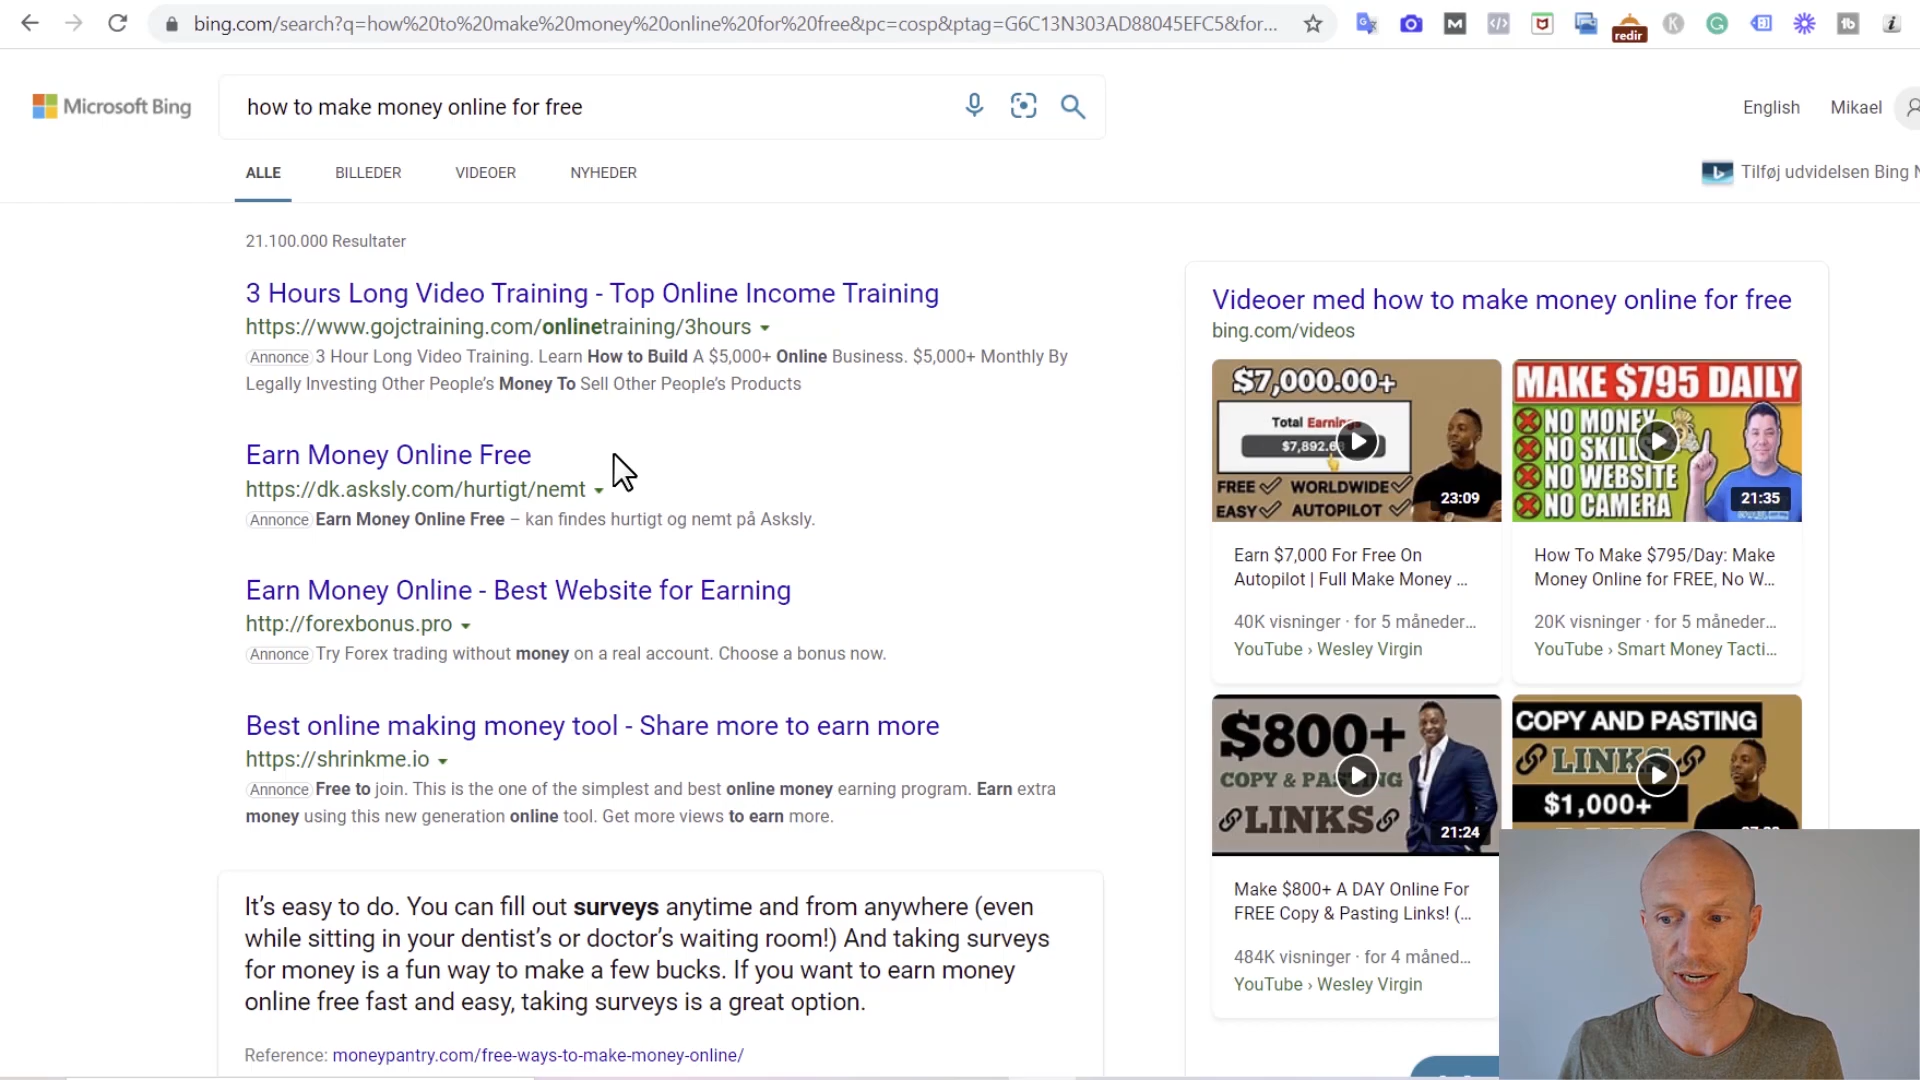 bing.com/search?q=how%20to%20make%20money%20online%20for%20free&pc=cosp&ptag=G6C13N303AD88045EFC5&for...
redir
Microsoft Bing
how to make money online for free
English
Mikael
ALLE
BILLEDER
VIDEOER
NYHEDER
Tilføj udvidelsen Bing
21.100.000 Resultater
3 Hours Long Video Training - Top Online Income Training
https://www.gojctraining.com/onlinetraining/3hours
Annonce 3 Hour Long Video Training. Learn How to Build A $5,000+ Online Business. $5,000+ Monthly By
Legally Investing Other People's Money To Sell Other People's Products
Earn Money Online Free
https://dk.asksly.com/hurtigt/nemt
Annonce Earn Money Online Free – kan findes hurtigt og nemt på Asksly.
Earn Money Online - Best Website for Earning
http://forexbonus.pro
Annonce Try Forex trading without money on a real account. Choose a bonus now.
Best online making money tool - Share more to earn more
https://shrinkme.io
Annonce Free to join. This is the one of the simplest and best online money earning program. Earn extra
money using this new generation online tool. Get more views to earn more.
It's easy to do. You can fill out surveys anytime and from anywhere (even
while sitting in your dentist's or doctor's waiting room!) And taking surveys
for money is a fun way to make a few bucks. If you want to earn money
online free fast and easy, taking surveys is a great option.
Reference: moneypantry.com/free-ways-to-make-money-online/
Videoer med how to make money online for free
bing.com/videos
$7,000.00+
Total
FREE WORLDWIDE
EASY AUTOPILOT
23:09
Earn $7,000 For Free On
Autopilot | Full Make Money ...
40K visninger · for 5 måneder...
YouTube › Wesley Virgin
MAKE $795 DAILY
NO MONEY
NO SKILL
NO WEBSITE
NO CAMERA
21:35
How To Make $795/Day: Make
Money Online for FREE, No W...
20K visninger · for 5 måneder...
YouTube › Smart Money Tacti...
$800+
COPY & PASTING
LINKS
21:24
Make $800+ A DAY Online For
FREE Copy & Pasting Links! (...
484K visninger · for 4 måned...
YouTube › Wesley Virgin
COPY AND PASTING
LINKS
$1,000+